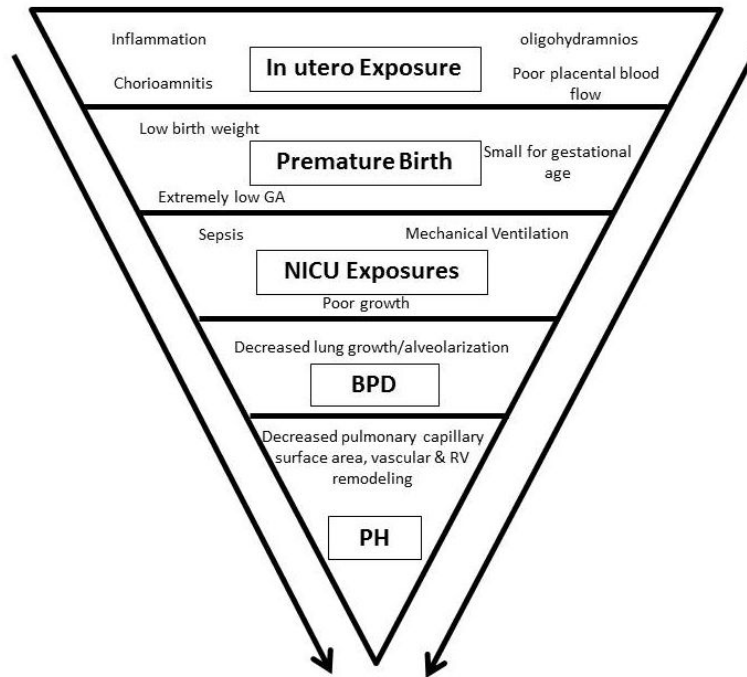 Inflammation
oligohydramnios
In utero Exposure
Chorioamnitis
Poor placental blood
flow
Low birth weight
Premature Birth
Small for gestational
age
Extremely low GA
Sepsis
Mechanical Ventilation
NICU Exposures
Poor growth
Decreased lung growth/alveolarization
BPD
Decreased pulmonary capillary
surface area, vascular & RV
remodeling
PH